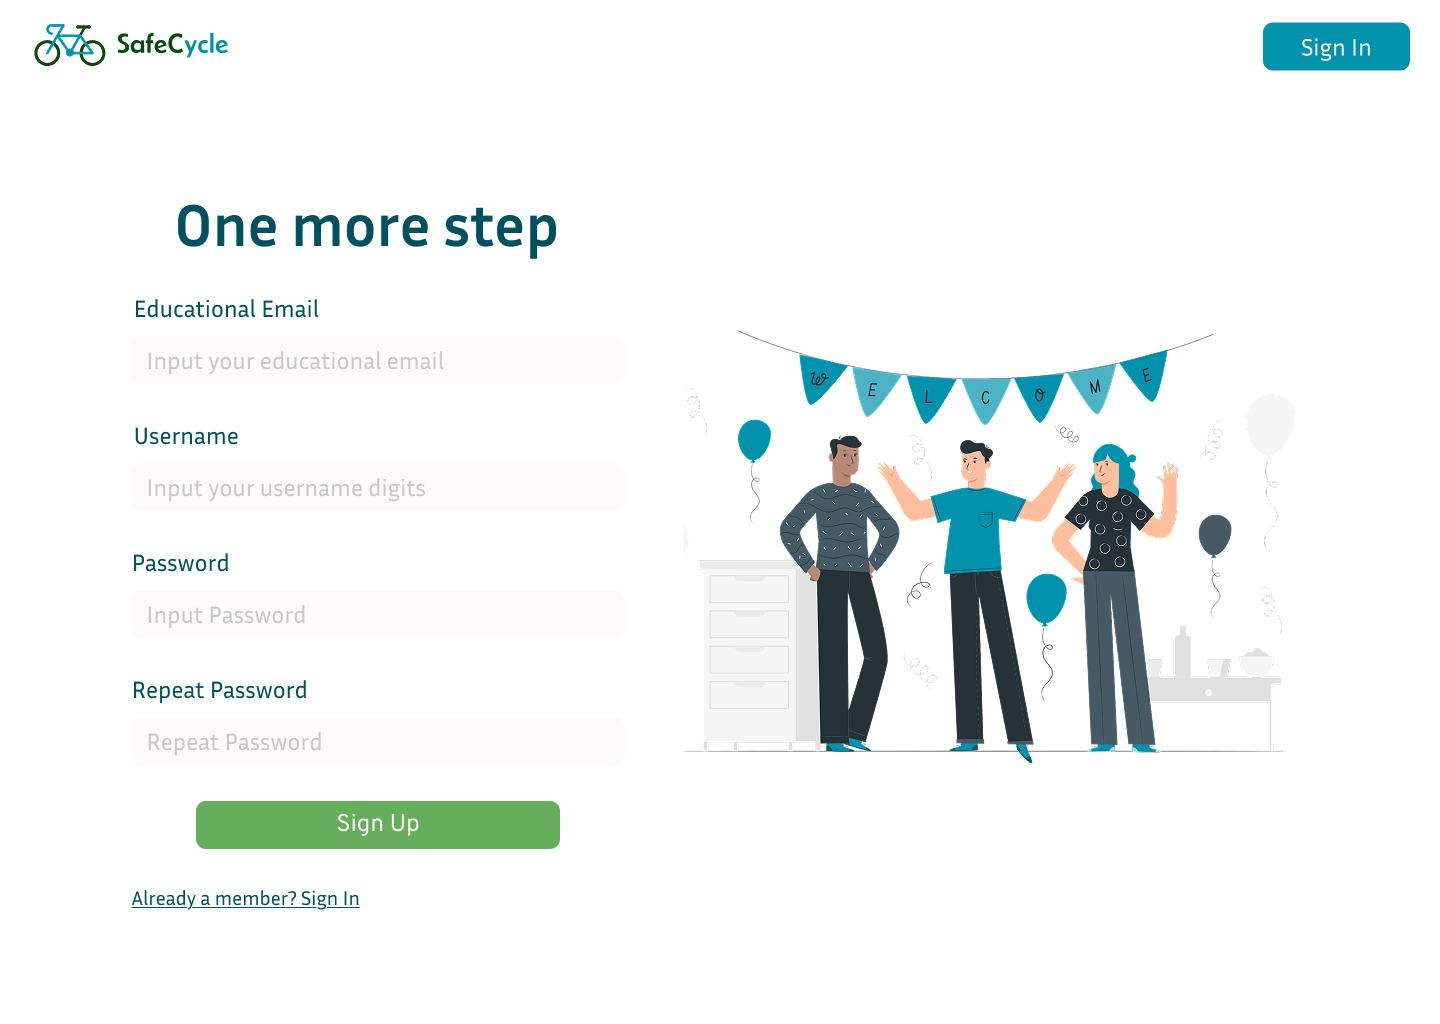 SafeCycle
Sign In
One more step
Educational Email
Input your educational email
Username
Input your username digits
Password
Input Password
Repeat Password
Repeat Password
Sign Up
Already a member? Sign In
WELCOME